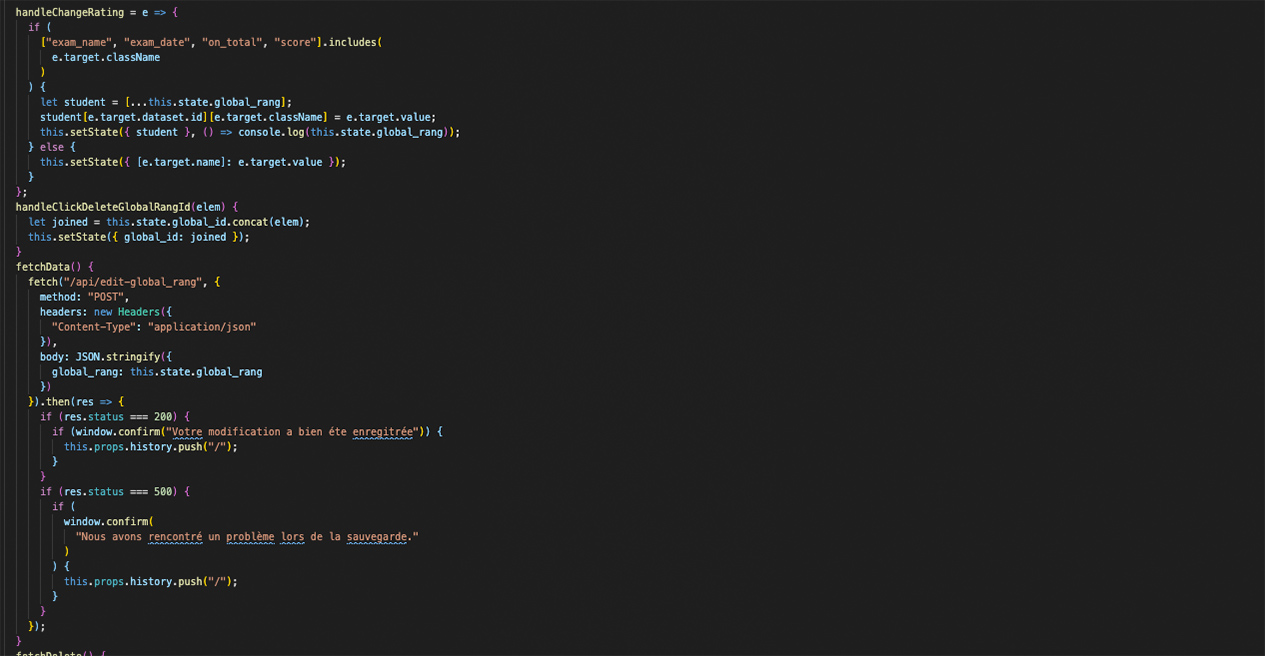 handleChangeRating = e => {
if (
["exam_name", "exam_date", "on_total", "score"].includes(
e.target.className
)
) {
let student = [...this.state.global_rang];
student[e.target.dataset.id][e.target.className] = e.target.value;
this.setState({ student }, () => console.log(this.state.global_rang));
} else {
this.setState({ [e.target.name]: e.target.value });
}
};
handleClickDeleteGlobalRangId(elem) {
let joined = this.state.global_id.concat(elem);
this.setState({ global_id: joined });
}
fetchData() {
fetch("/api/edit-global_rang", {
method: "POST",
headers: new Headers({
"Content-Type": "application/json"
}),
body: JSON.stringify({
global_rang: this.state.global_rang
})
}).then(res => {
if (res.status === 200) {
if (window.confirm("Votre modification a bien éte enregitrée")) {
this.props.history.push("/");
}
}
if (res.status === 500) {
if (
window.confirm(
"Nous avons rencontré un problème lors de la sauvegarde."
)
) {
this.props.history.push("/");
}
}
});
}
fetchDelete() {